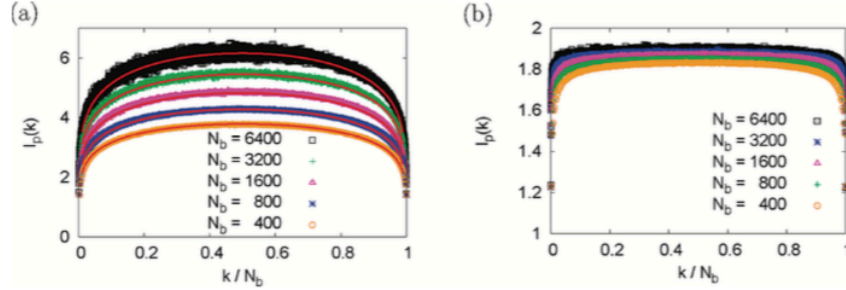 (a)
6
4
2
0
l_p(k)
N_b = 6400
N_b = 3200
N_b = 1600
N_b = 800
N_b = 400
0 0.2 0.4 0.6 0.8 1
k / N_b
(b)
2
1.8
1.6
1.4
1.2
1
l_p(k)
N_b = 6400
N_b = 3200
N_b = 1600
N_b = 800
N_b = 400
0 0.2 0.4 0.6 0.8 1
k / N_b